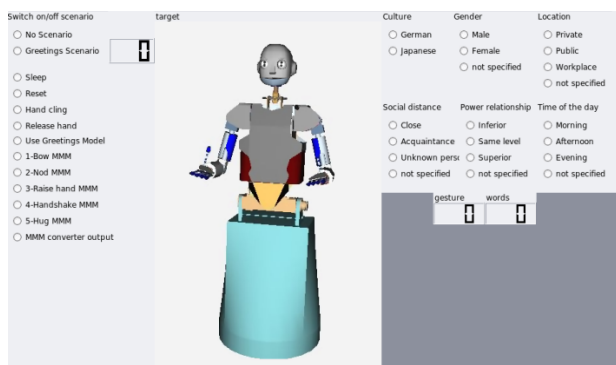 Switch on/off scenario
No Scenario
Greetings Scenario
0
Sleep
Reset
Hand cling
Release hand
Use Greetings Model
1-Bow MMM
2-Nod MMM
3-Raise hand MMM
4-Handshake MMM
5-Hug MMM
MMM converter output
target
Culture
German
Japanese
Gender
Male
Female
not specified
Location
Private
Public
Workplace
not specified
Social distance
Close
Acquaintance
Unknown pers
not specified
Power relationship
Inferior
Same level
Superior
not specified
Time of the day
Morning
Afternoon
Evening
not specified
gesture
0
words
0